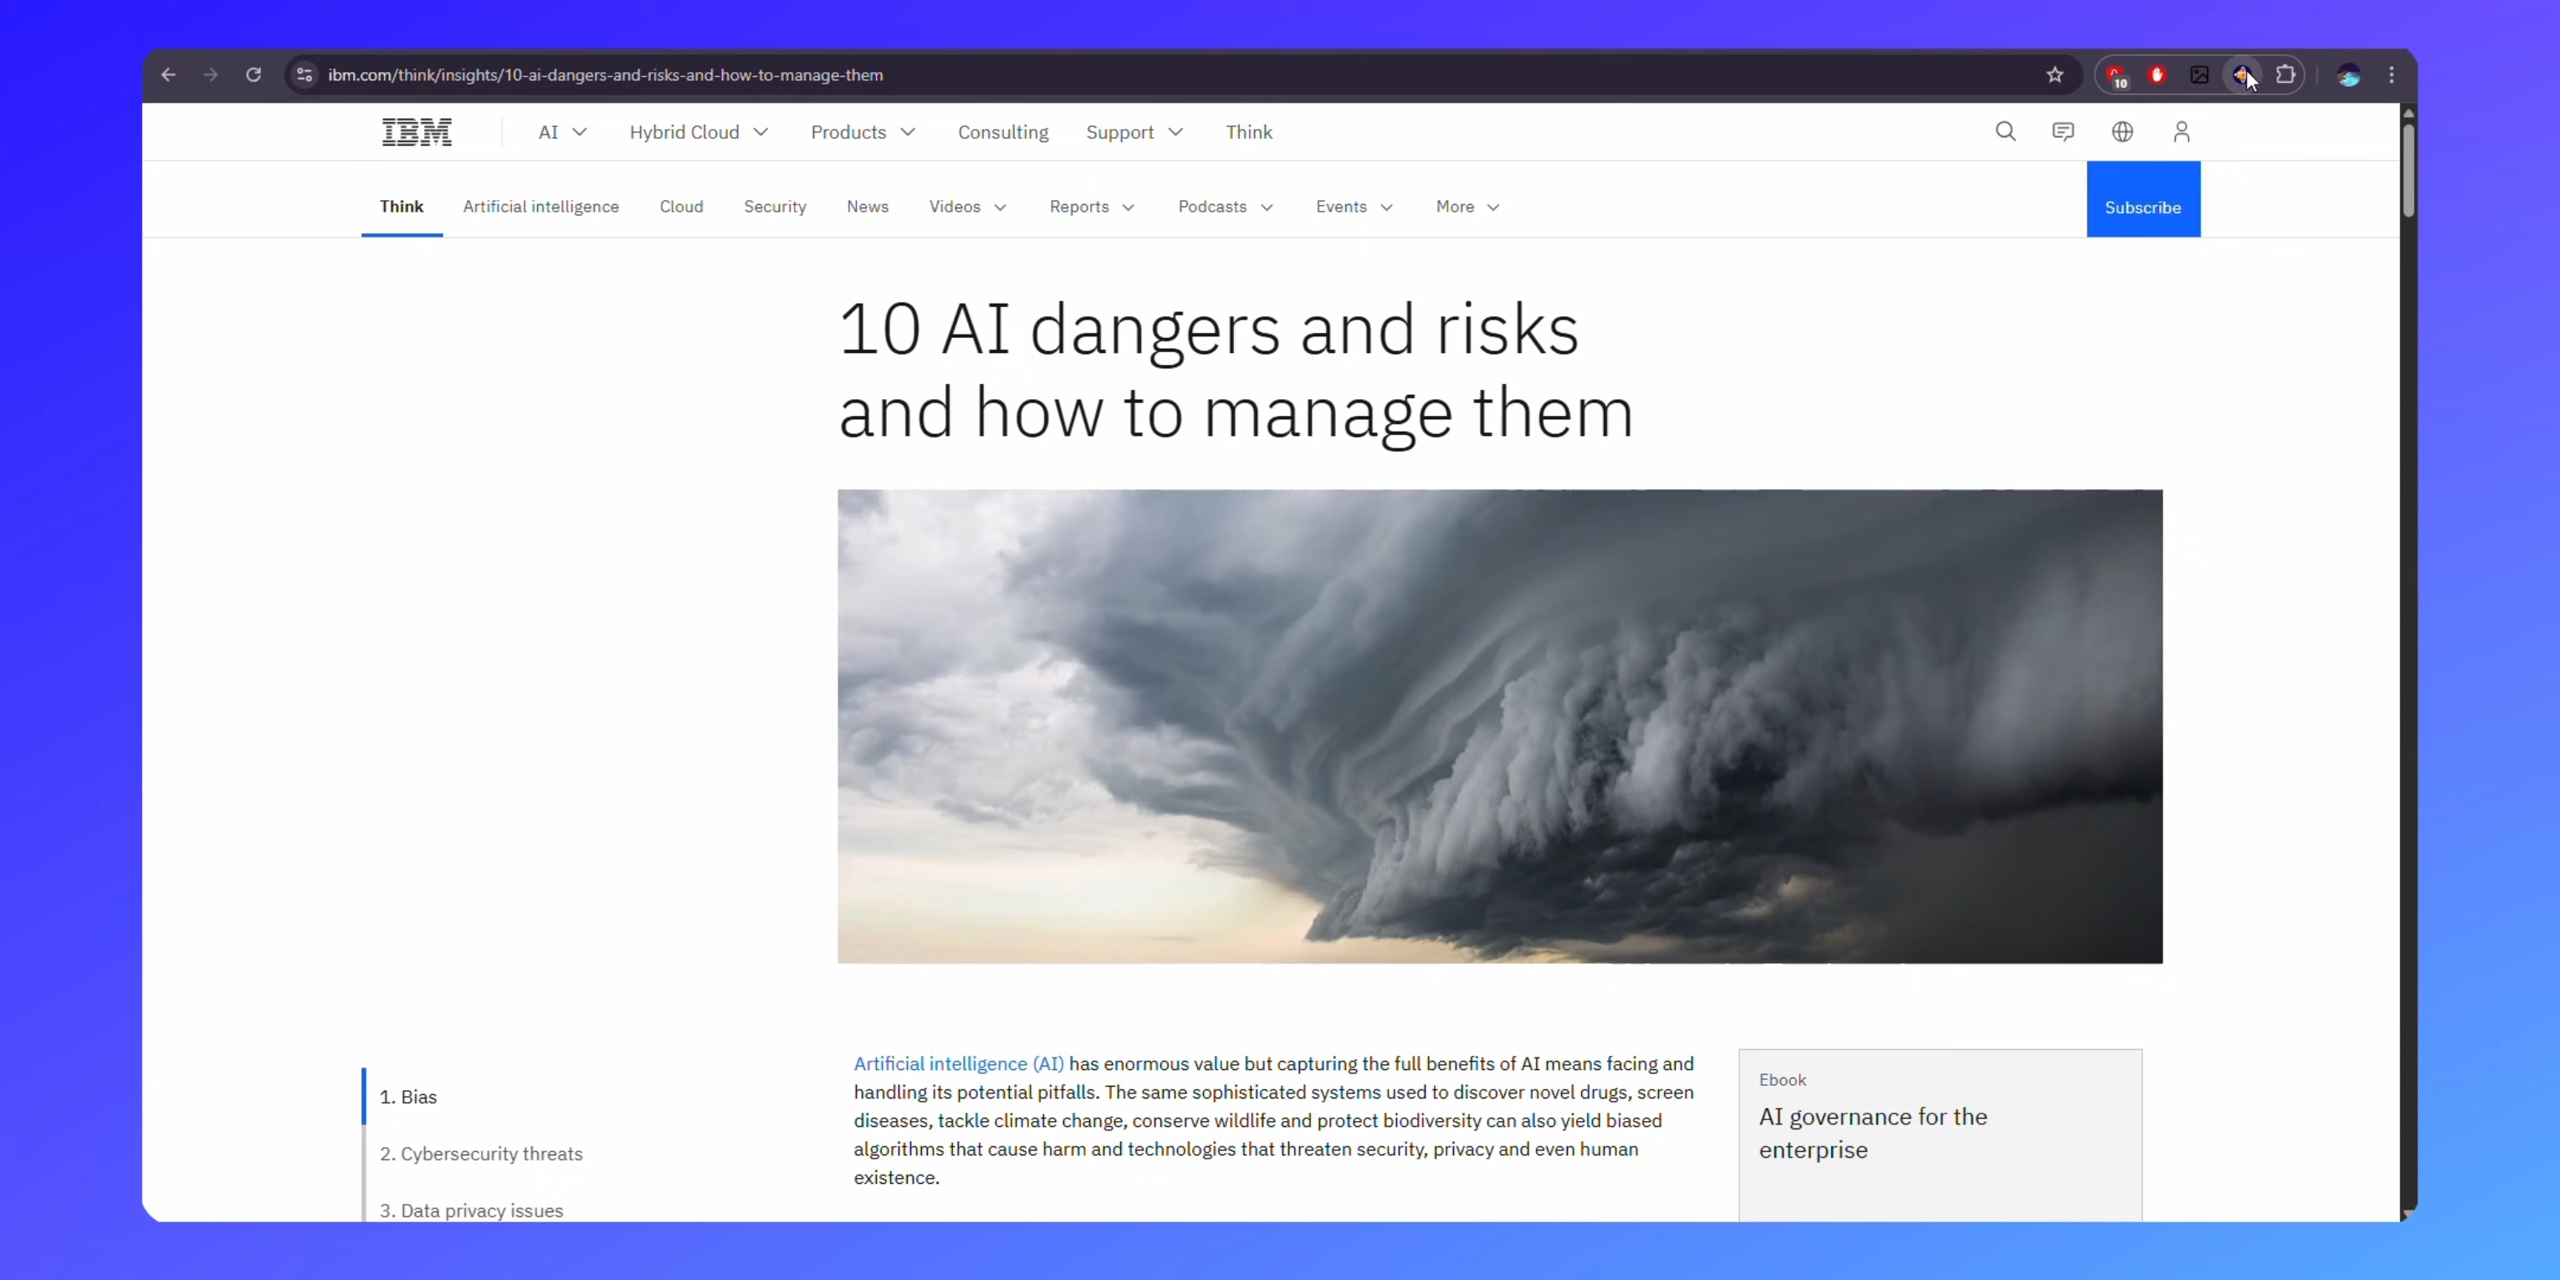 ibm.com/think/insights/10-ai-dangers-and-risks-and-how-to-manage-them
10
IBM
AI
Hybrid Cloud
Products
Consulting
Support
Think
Think
Artificial intelligence
Cloud
Security
News
Videos
Reports
Podcasts
Events
More
Subscribe
10 AI dangers and risks
and how to manage them
1. Bias
2. Cybersecurity threats
3. Data privacy issues
Artificial intelligence (AI) has enormous value but capturing the full benefits of AI means facing and
handling its potential pitfalls. The same sophisticated systems used to discover novel drugs, screen
diseases, tackle climate change, conserve wildlife and protect biodiversity can also yield biased
algorithms that cause harm and technologies that threaten security, privacy and even human
existence.
Ebook
AI governance for the
enterprise